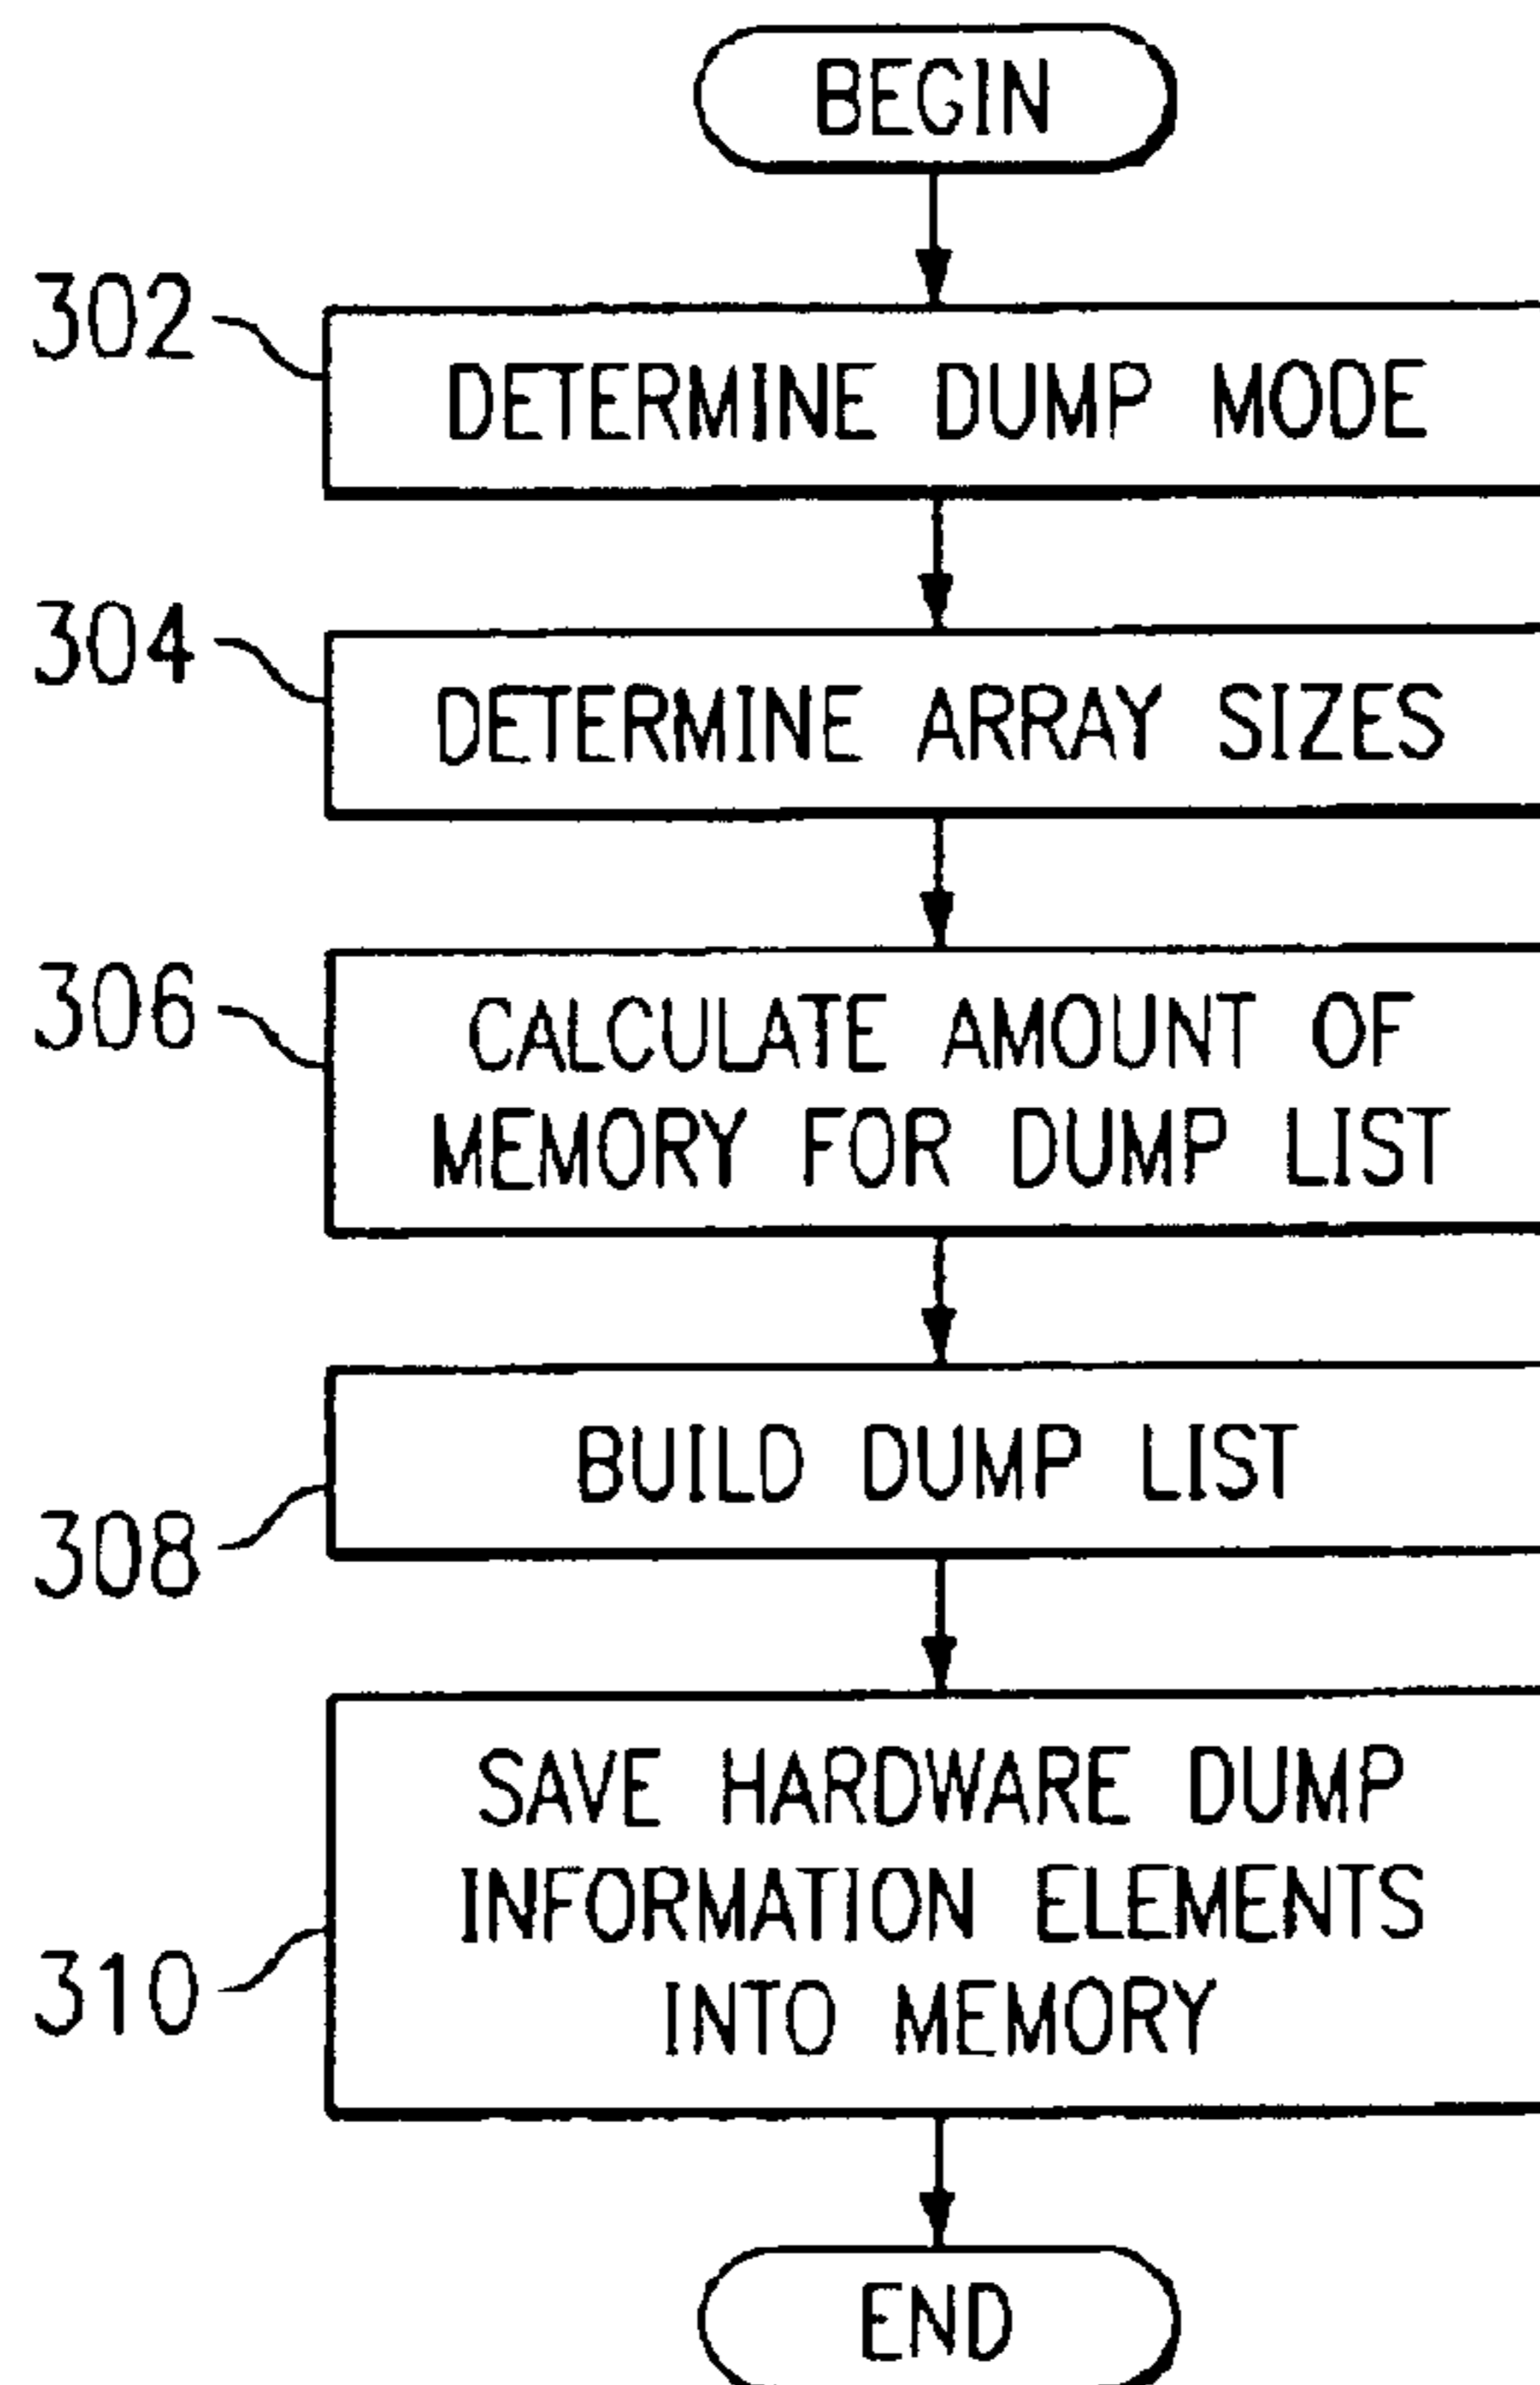 BEGIN
302
DETERMINE DUMP MODE
304
DETERMINE ARRAY SIZES
306
CALCULATE AMOUNT OF
MEMORY FOR DUMP LIST
308
BUILD DUMP LIST
310
SAVE HARDWARE DUMP
INFORMATION ELEMENTS
INTO MEMORY
END